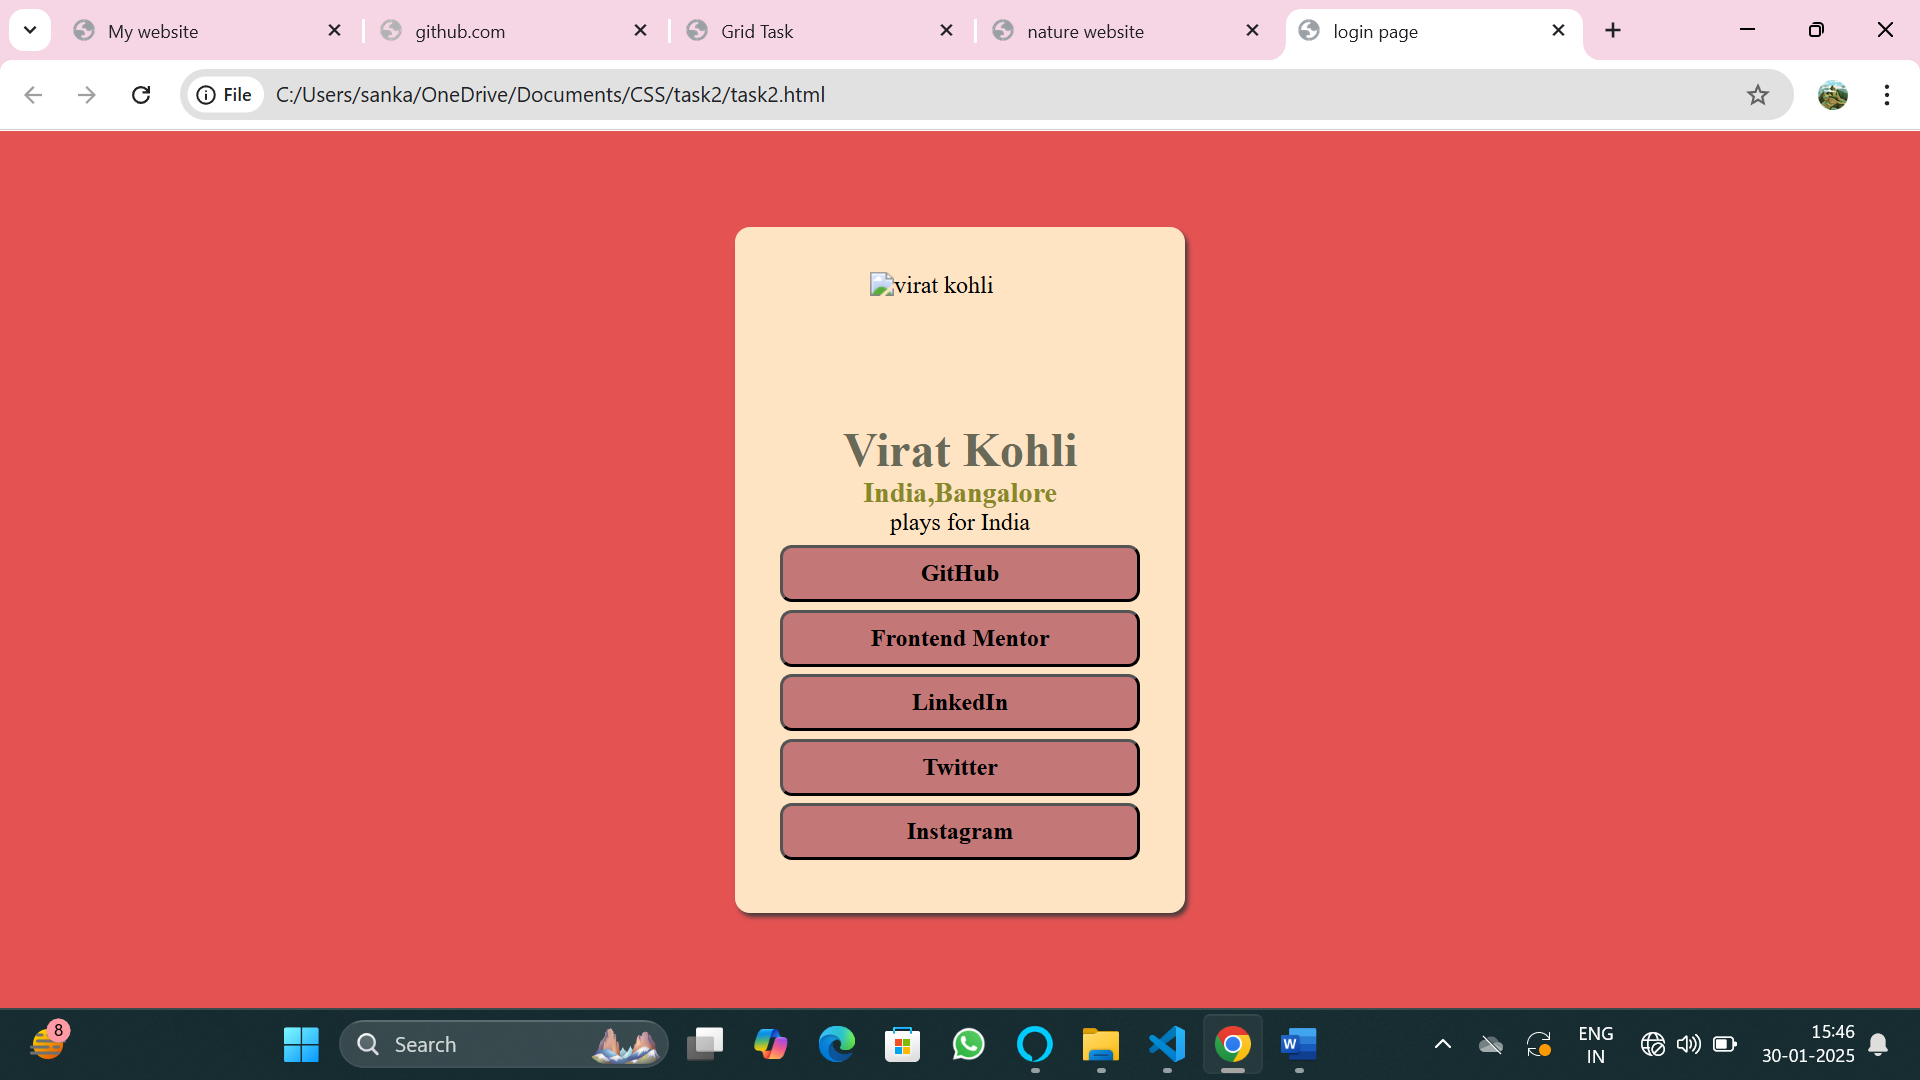 My website
github.com
Grid Task
nature website
login page
File
C:/Users/sanka/OneDrive/Documents/CSS/task2/task2.html
virat kohli
Virat Kohli
India,Bangalore
plays for India
GitHub
Frontend Mentor
LinkedIn
Twitter
Instagram
8
Search
W
ENG
IN
15:46
30-01-2025